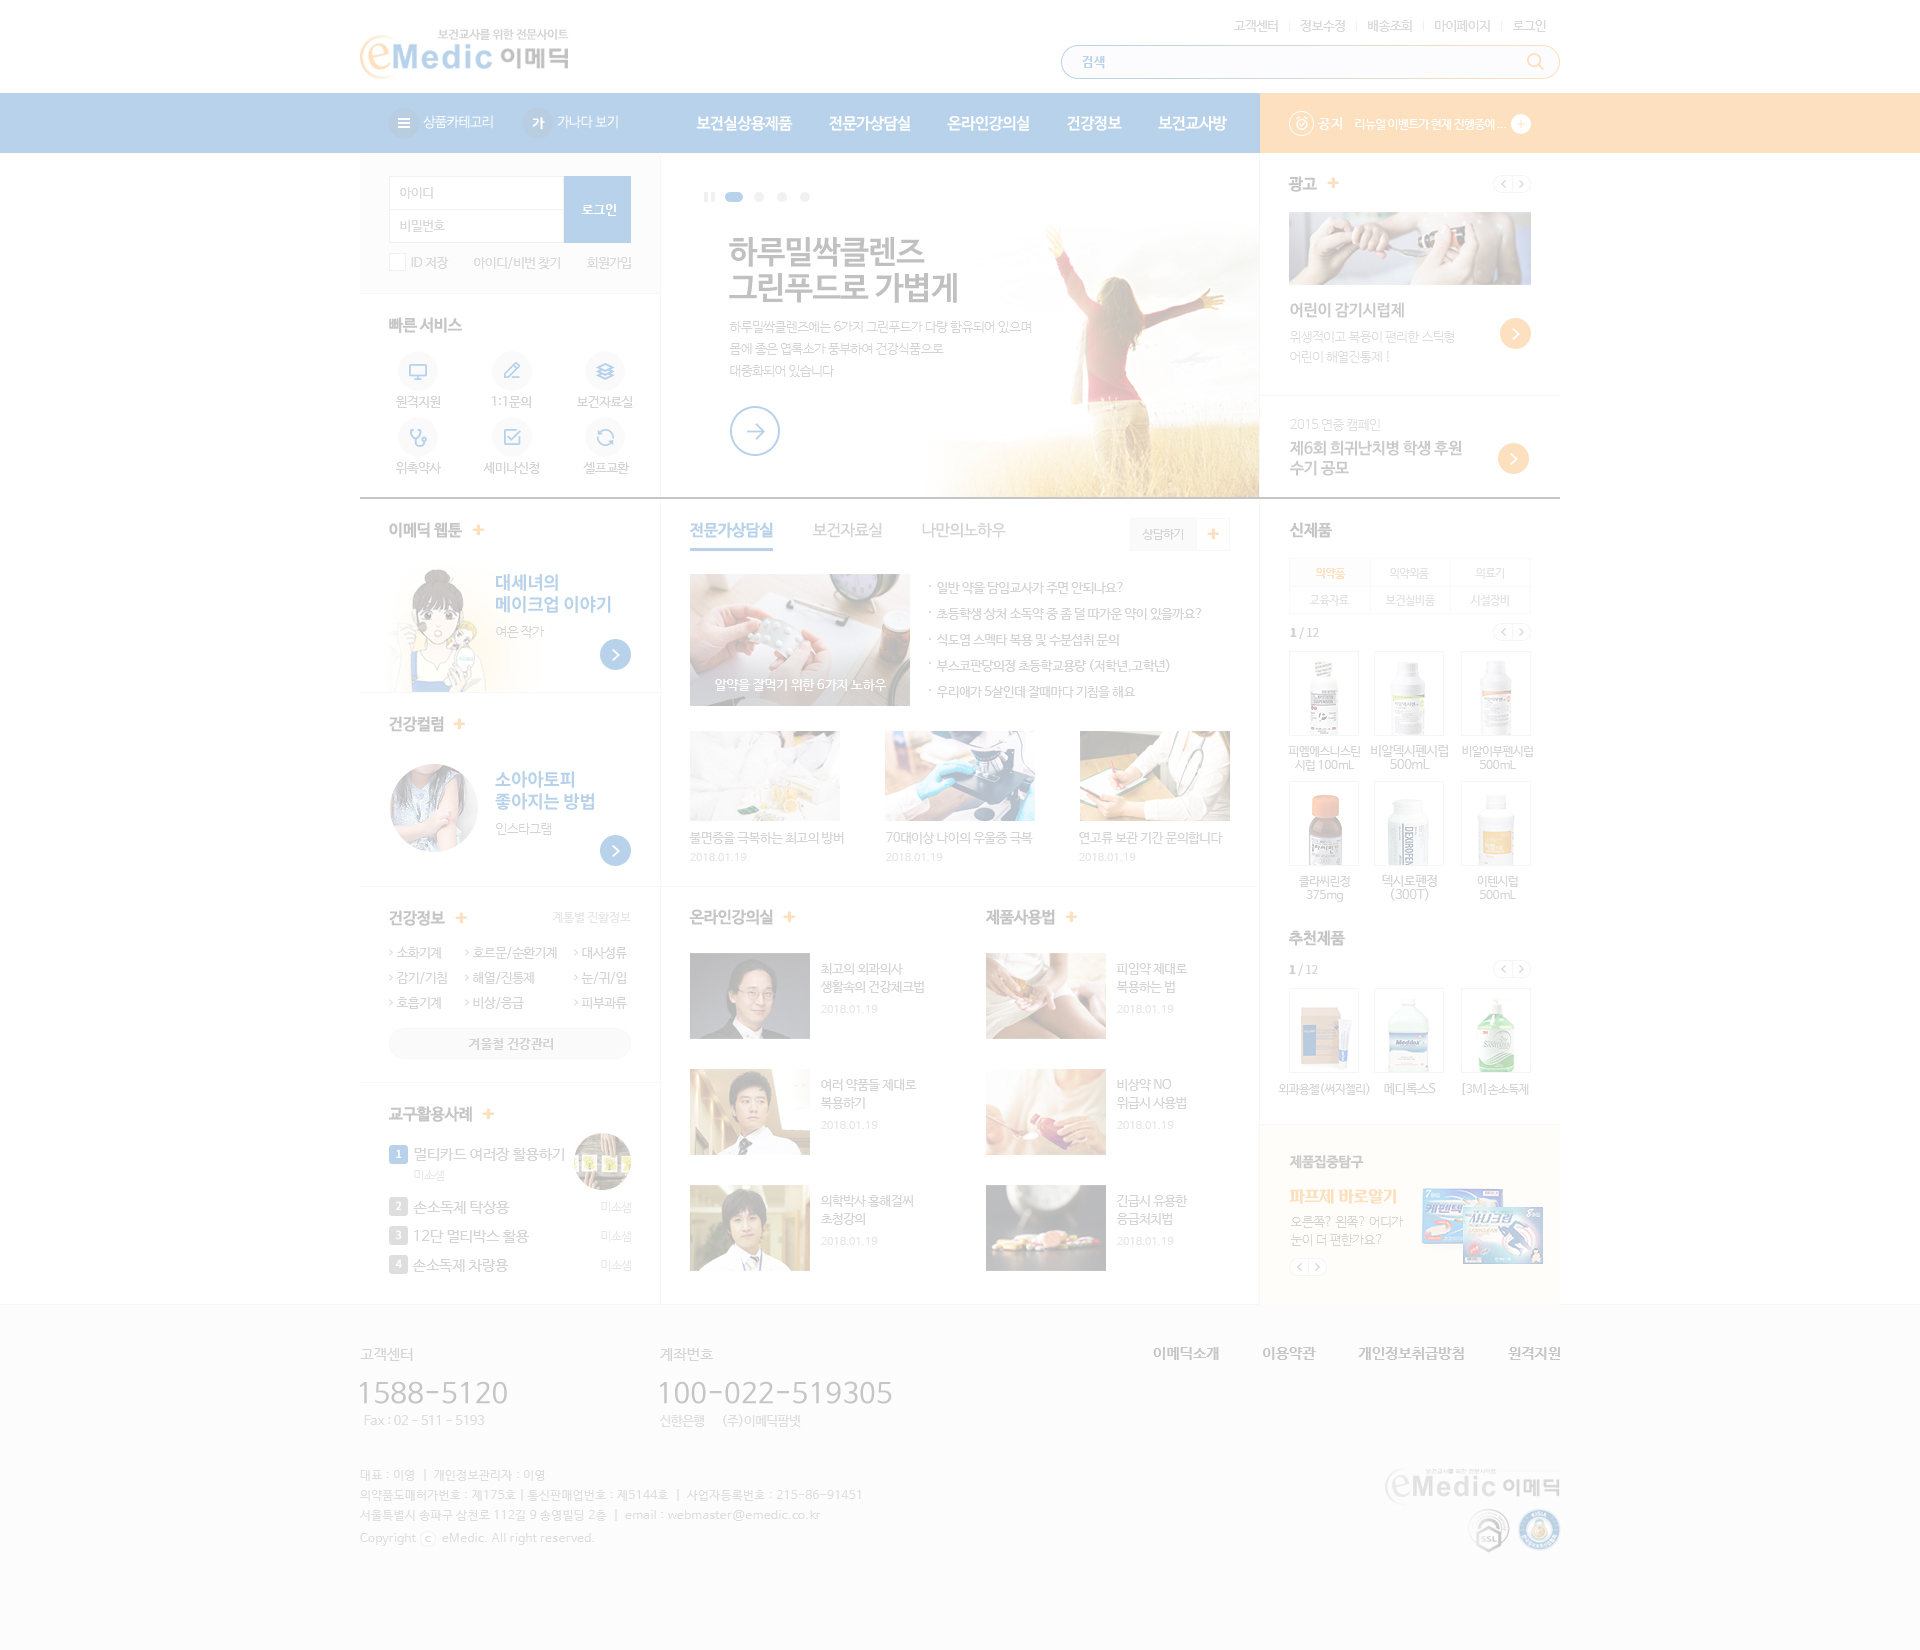 고객센터
정보수정
배송조회
마이페이지
로그인
보건교사를 위한 전문사이트
eMedic 이메딕
검색
상품카테고리
가 가나다 보기
보건실상용제품
전문가상담실
온라인강의실
건강정보
보건교사방
공지
리뉴얼 이벤트가 현재 진행중에...
아이디
비밀번호
로그인
ID 저장
아이디/비번 찾기
회원가입
빠른 서비스
원격지원
1:1문의
보건자료실
위촉약사
세미나신청
셀프교환
하루밀싹클렌즈
그린푸드로 가볍게
하루밀싹클렌즈에는 6가지 그린푸드가 다량 함유되어 있으며
몸에 좋은 엽록소가 풍부하여 건강식품으로
대중화되어 있습니다
광고
어린이 감기시럽제
위생적이고 복용이 편리한 스틱형
어린이 해열진통제 !
2015 연중 캠페인
제6회 희귀난치병 학생 후원
수기 공모
이메딕 웹툰
대세녀의
메이크업 이야기
여은 작가
건강컬럼
소아아토피
좋아지는 방법
인스타그램
건강정보
계통별 질환정보
소화기계
호르문/순환기계
대사성류
감기/기침
해열/진통제
눈/귀/입
호흡기계
비상/응급
피부과류
겨울철 건강관리
교구활용사례
1 멀티카드 여러장 활용하기
미소샘
2 손소독제 탁상용 미소샘
3 12단 멀티박스 활용 미소샘
4 손소독제 차량용 미소샘
전문가상담실
보건자료실
나만의노하우
상담하기
알약을 잘먹기 위한 6가지 노하우
· 일반 약을 담임교사가 주면 안되나요?
· 초등학생 상처 소독약 중 좀 덜 따가운 약이 있을까요?
· 식도염 스멕타 복용 및 수분섭취 문의
· 부스코판당의정 초등학교용량 (저학년,고학년)
· 우리애가 5살인데 잘때마다 기침을 해요
불면증을 극복하는 최고의 방버
2018.01.19
70대이상 나이의 우울증 극복
2018.01.19
연고류 보관 기간 문의합니다
2018.01.19
온라인강의실
최고의 외과의사
생활속의 건강체크법
2018.01.19
여러 약품들 제대로
복용하기
2018.01.19
의학박사 홍해걸씨
초청강의
2018.01.19
제품사용법
피임약 제대로
복용하는 법
2018.01.19
비상약 NO
위급시 사용법
2018.01.19
긴급시 유용한
응급처치법
2018.01.19
신제품
의약품
의약외품
의료기
교육자료
보건실비품
시설장비
1 / 12
피엠에스니스틴
시럽 100mL
비알덱시펜시럽
500mL
비알이부펜시럽
500mL
클라씨린정
375mg
덱시로펜정
(300T)
이텐시럽
500mL
추천제품
1 / 12
외과용젤(써지젤리)
메디록스S
[3M]손소독제
제품집중탐구
파프제 바로알기
오른쪽? 왼쪽? 어디가
눈이 더 편한가요?
케펜텍
고객센터
1588-5120
Fax : 02 - 511 - 5193
계좌번호
100-022-519305
신한은행 (주)이메딕팜넷
이메딕소개
이용약관
개인정보취급방침
원격지원
대표 : 이영 | 개인정보관리자 : 이영
의약품도매허가번호 : 제175호 | 통신판매업번호 : 제5144호 | 사업자등록번호 : 215-86-91451
서울특별시 송파구 삼전로 112길 9 송영빌딩 2층 | email : webmaster@emedic.co.kr
Copyright c eMedic. All right reserved.
eMedic 이메딕
SSL